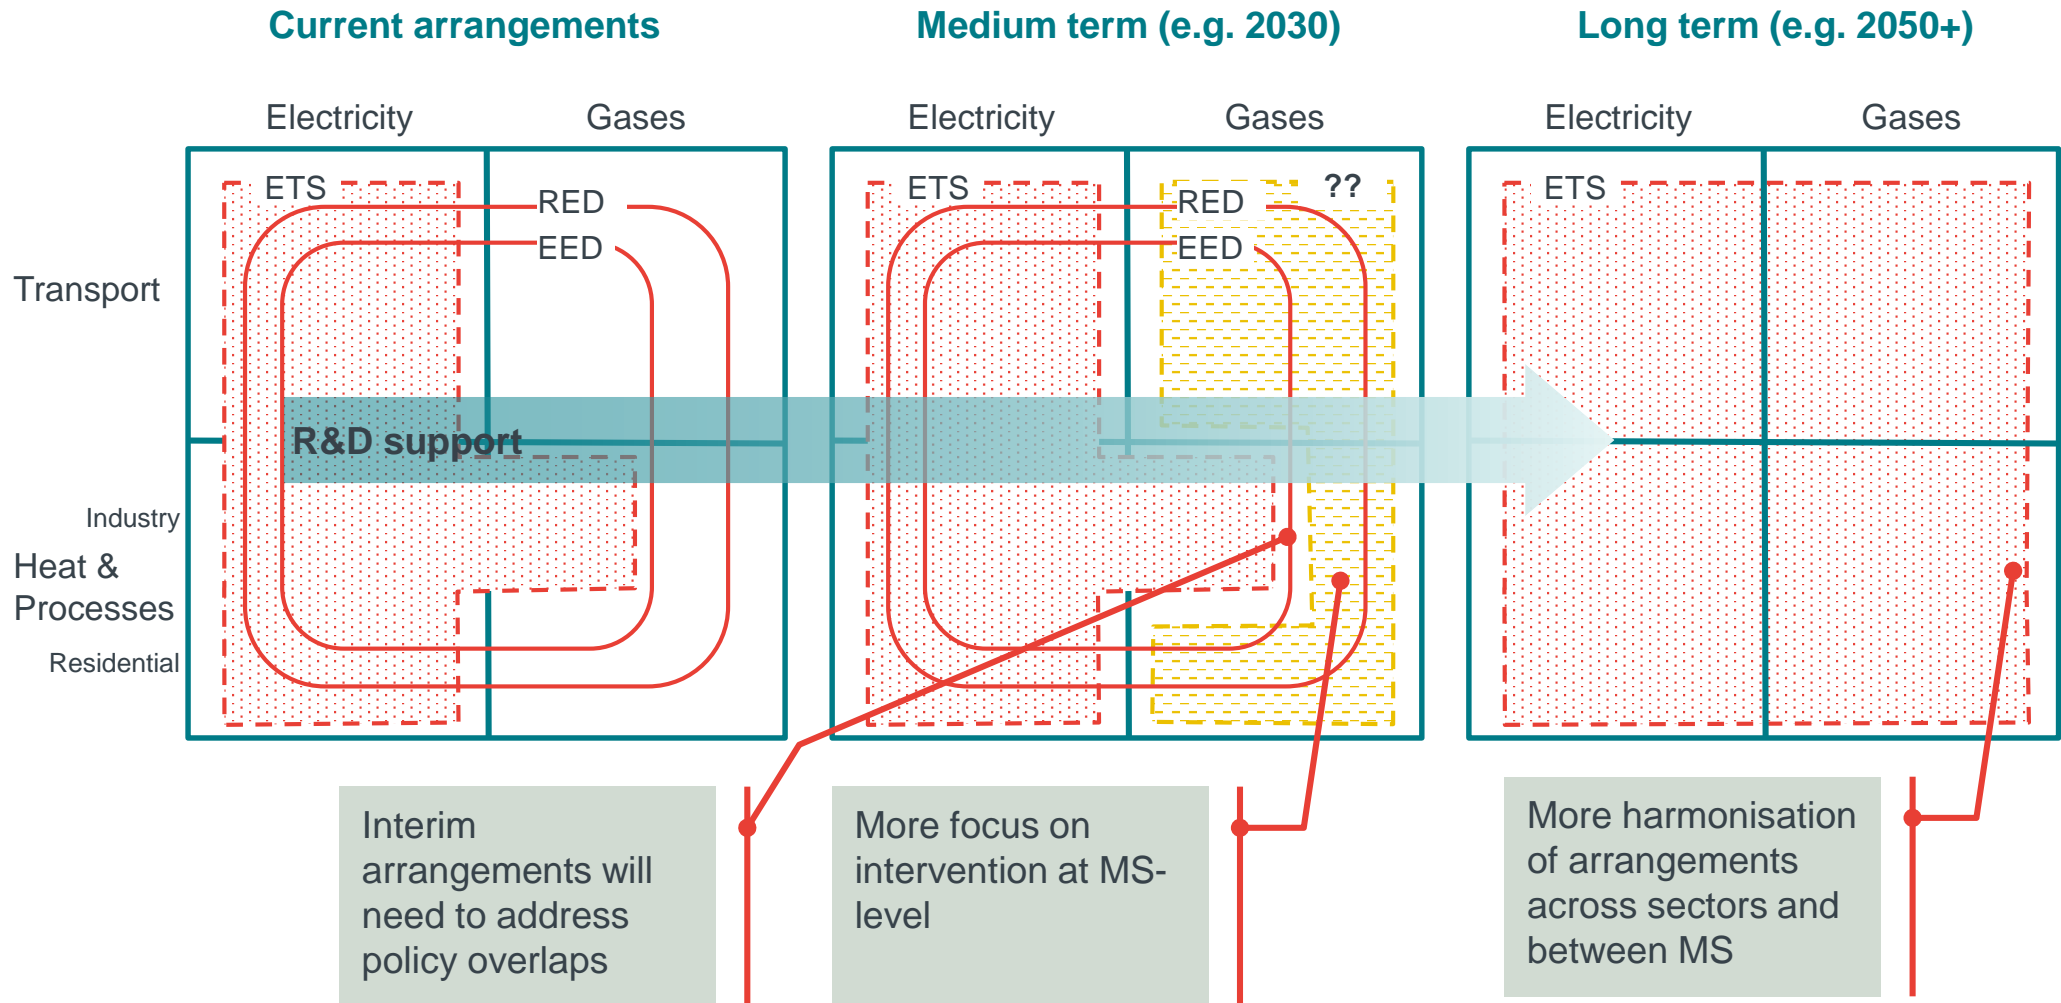 Current arrangements
Medium term (e.g. 2030)
Long term (e.g. 2050+)
Electricity
Gases
Electricity
Gases
Electricity
Gases
ETS
RED
EED
ETS
RED
EED
??
ETS
Transport
R&D support
Industry
Heat &
Processes
Residential
Interim
arrangements will
need to address
policy overlaps
More focus on
intervention at MS-
level
More harmonisation
of arrangements
across sectors and
between MS